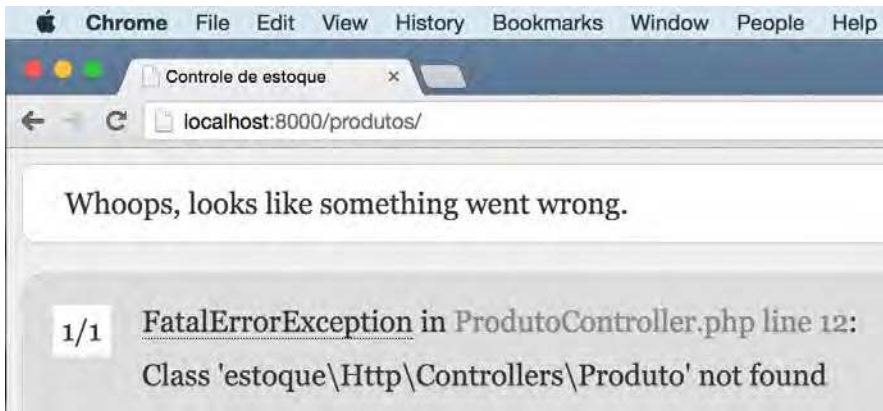 Chrome File Edit View History Bookmarks Window People Help
Controle de estoque ×
localhost:8000/produtos/
Whoops, looks like something went wrong.
1/1 FatalErrorException in ProdutoController.php line 12:
Class 'estoque\Http\Controllers\Produto' not found